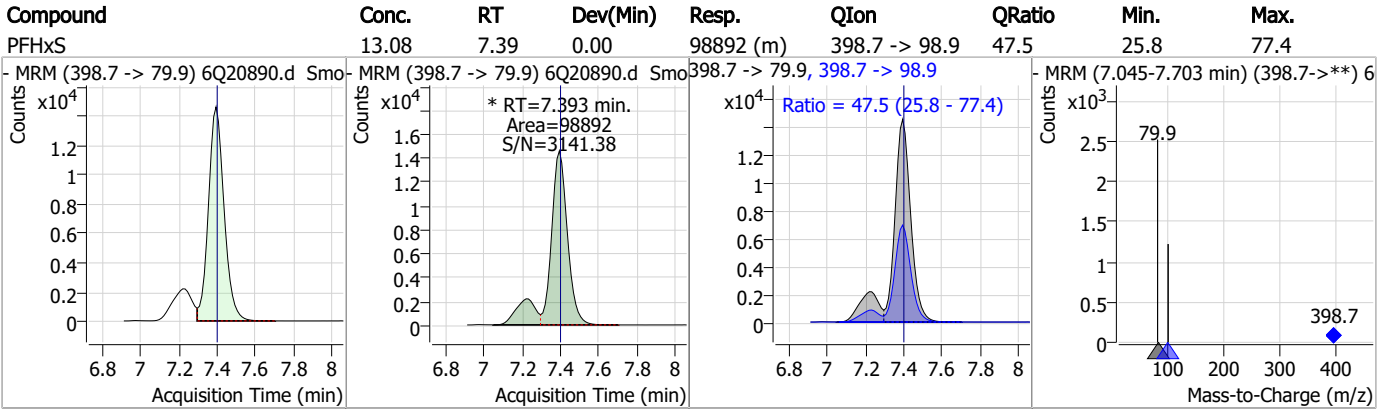 Compound Conc. RT Dev(Min) Resp. QIon QRatio Min. Max.
PFHxS 13.08 7.39 0.00 98892 (m) 398.7 -> 98.9 47.5 25.8 77.4
- MRM (398.7 -> 79.9) 6Q20890.d Smo
Counts
x10⁴
1.2
1
0.8
0.6
0.4
0.2
0
6.8 7 7.2 7.4 7.6 7.8 8
Acquisition Time (min)
- MRM (398.7 -> 79.9) 6Q20890.d Smo
Counts
x10⁴
* RT=7.393 min.
Area=98892
S/N=3141.38
1.6
1.4
1.2
1
0.8
0.6
0.4
0.2
0
6.8 7 7.2 7.4 7.6 7.8 8
Acquisition Time (min)
398.7 -> 79.9, 398.7 -> 98.9
x10⁴
Ratio = 47.5 (25.8 - 77.4)
1.2
1
0.8
0.6
0.4
0.2
0
6.8 7 7.2 7.4 7.6 7.8 8
- MRM (7.045-7.703 min) (398.7->**) 6
Counts
x10³
79.9
2.5
2
1.5
1
0.5
0
398.7
100 200 300 400
Mass-to-Charge (m/z)